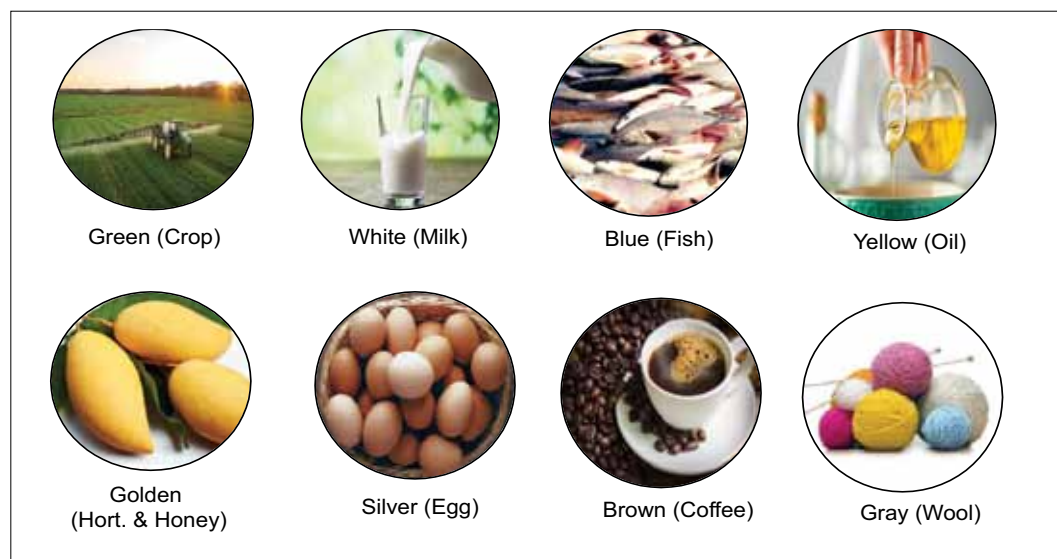 Green (Crop)
White (Milk)
Blue (Fish)
Yellow (Oil)
Golden
(Hort. & Honey)
Silver (Egg)
Brown (Coffee)
Gray (Wool)